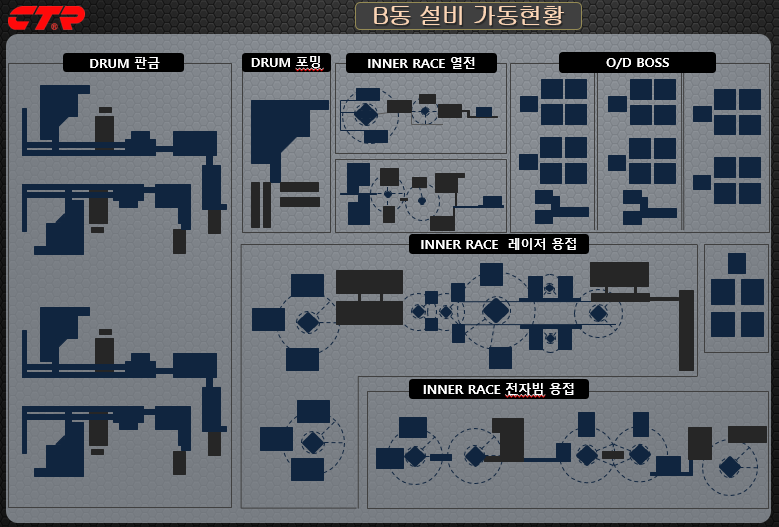 CTR®
B동 설비 가동현황
DRUM 판금
DRUM 포밍
INNER RACE 열전
O/D BOSS
INNER RACE 레이저 용접
INNER RACE 전자빔 용접